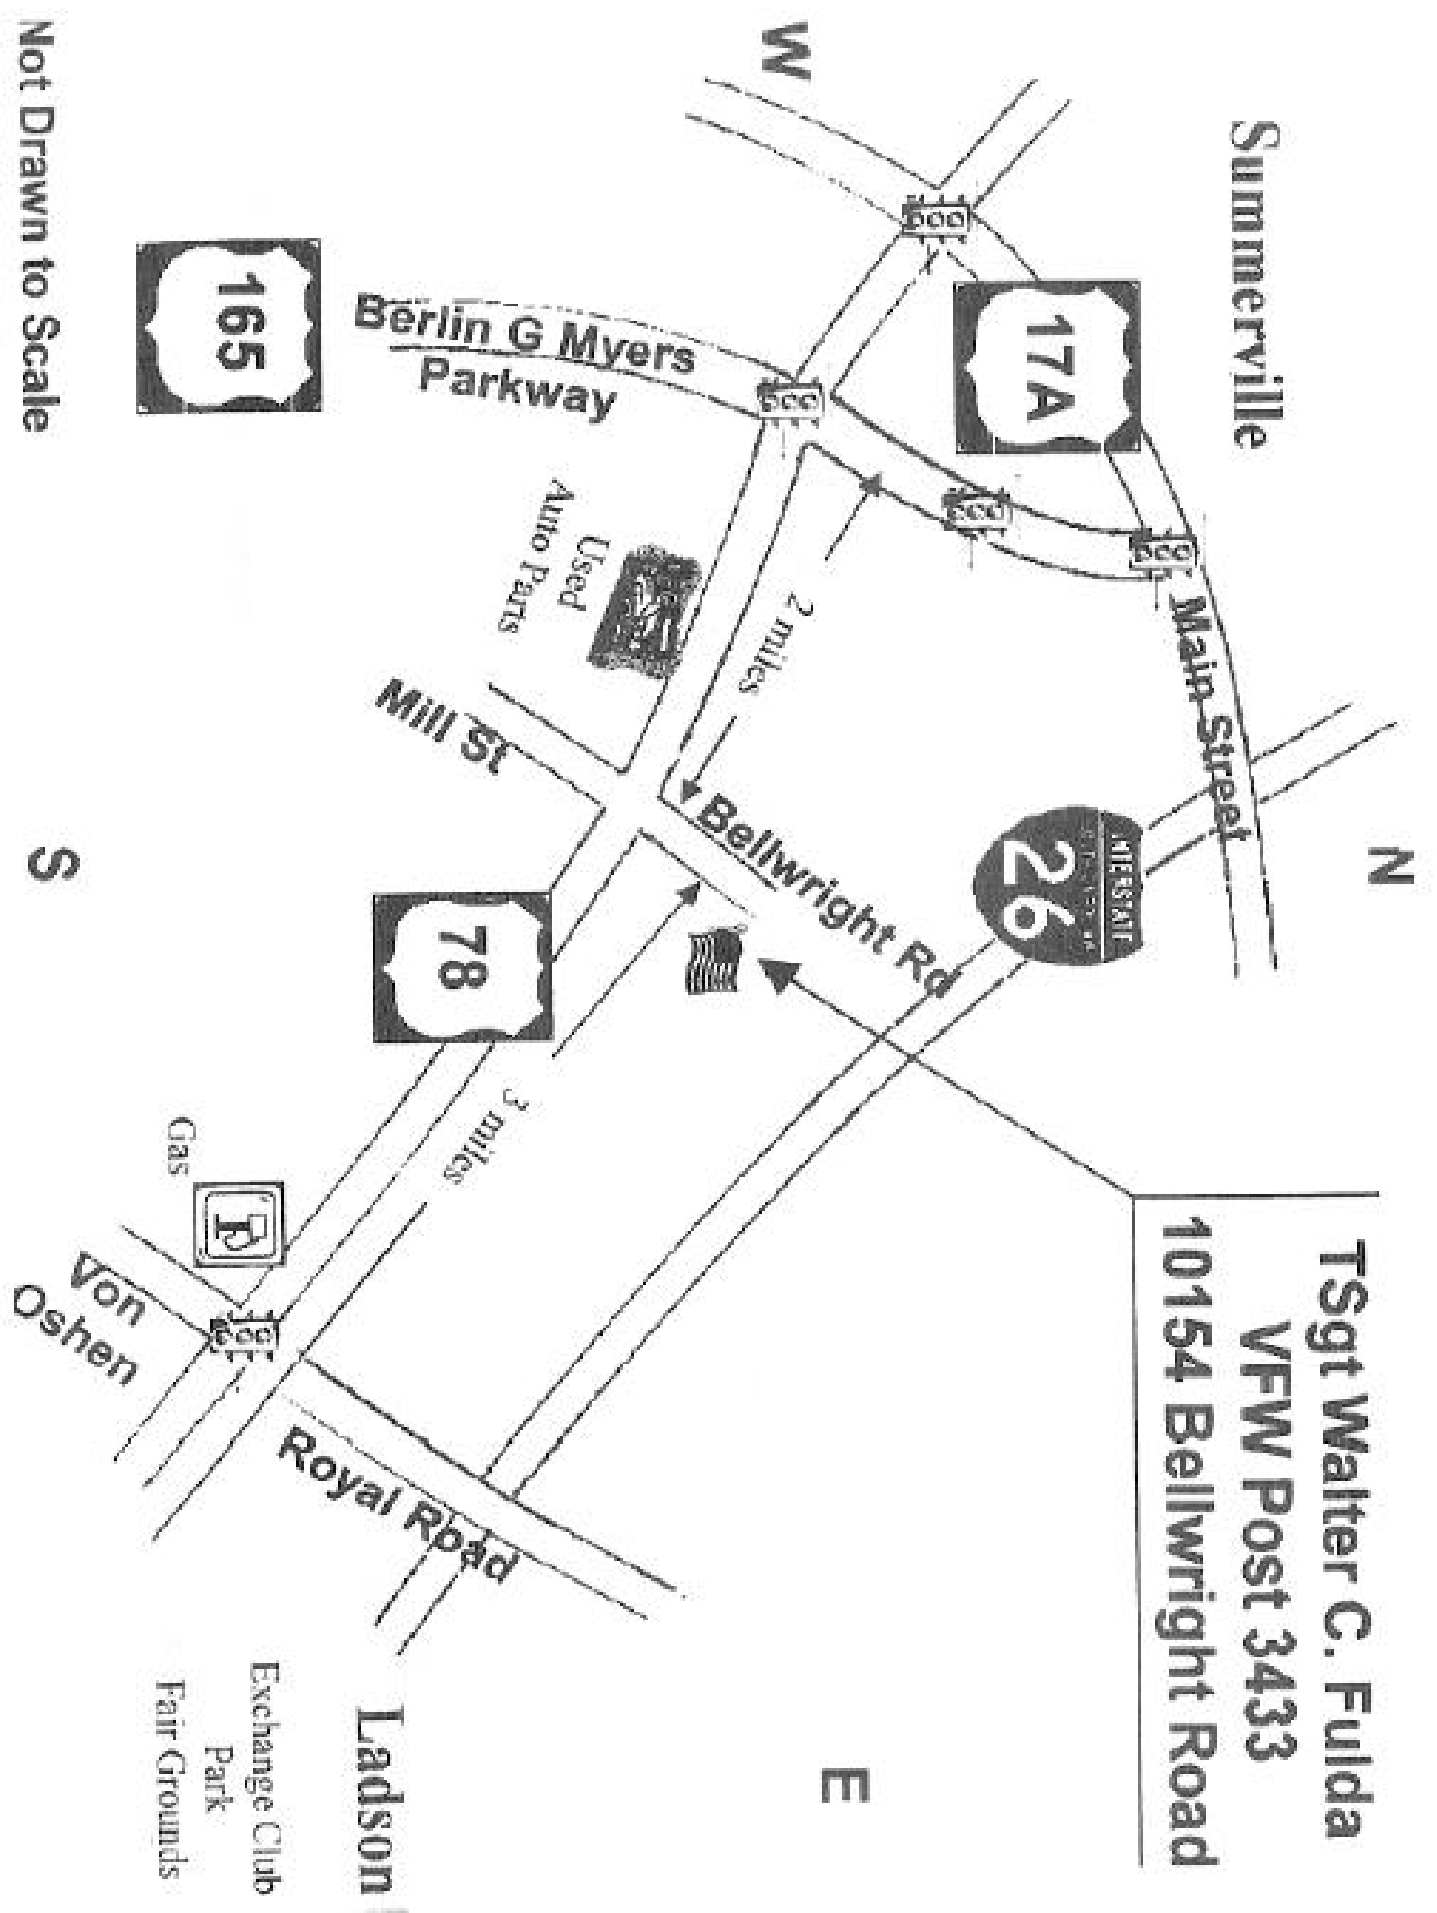 N
TSgt Walter C. Fulda
VFW Post 3433
10154 Bellwright Road
Summerville
Main Street
17A
INTERSTATE
26
W
Bellwright Rd
2 miles
E
Berlin G Myers
Parkway
Used
Auto Parts
Mill St
78
3 miles
165
Gas
Royal Road
Von
Oshen
Ladson
Exchange Club
Park
Fair Grounds
S
Not Drawn to Scale